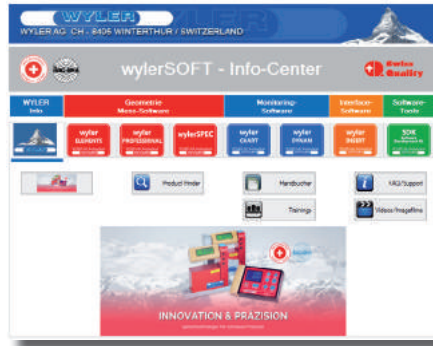 WYLER
WYLER AG, CH - 8405 WINTERTHUR / SWITZERLAND
wylerSOFT - Info-Center
Swiss
Quality
WYLER
Info
Geometrie
Mess-Software
Monitoring-
Software
Interface-
Software
Software-
Tools
wyler
ELEMENTS
wyler
PROFESSIONAL
wylerSPEC
wyler
CHART
wyler
DYNAM
wyler
INSERT
SDK
Product Finder
Handbücher
FAQ/Support
Trainings
Videos/Imagefilme
INNOVATION & PRÄZISION